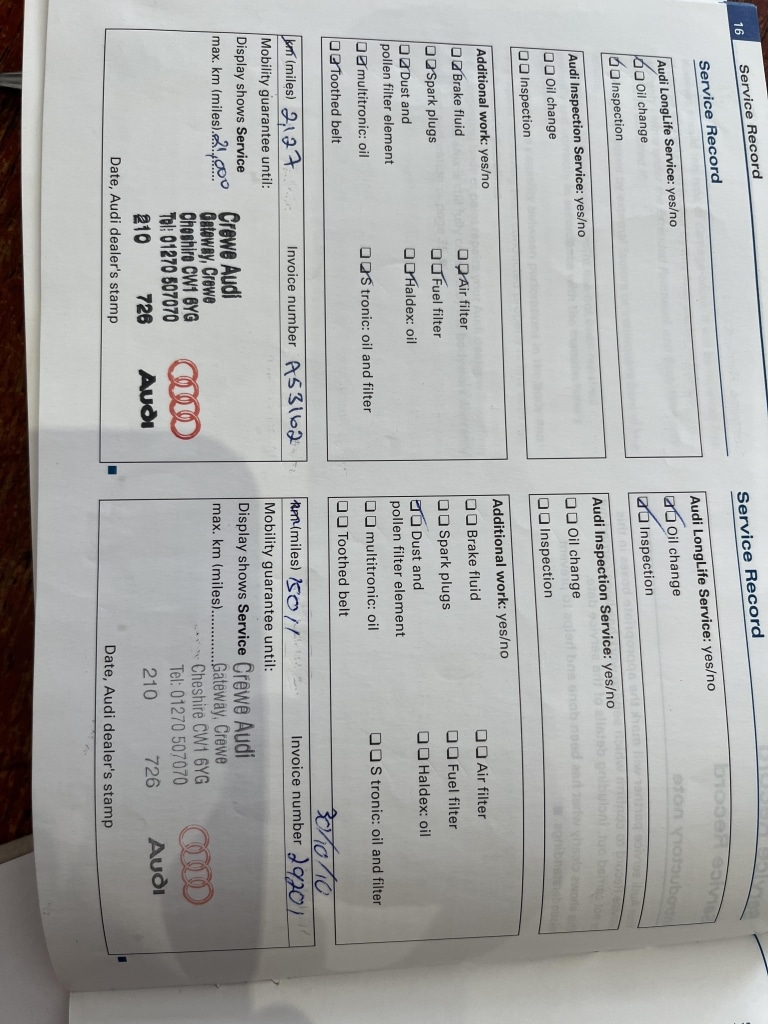 16
Service Record
Service Record
Audi LongLife Service: yes/no
Oil change
Inspection
Audi Inspection Service: yes/no
Oil change
Inspection
Additional work: yes/no
Brake fluid
Air filter
Spark plugs
Fuel filter
Dust and
pollen filter element
Haldex: oil
multitronic: oil
S tronic: oil and filter
Toothed belt
km (miles) 2,127 Invoice number A53162
Mobility guarantee until:
Display shows Service
max. km (miles)
Crewe Audi
Gateway, Crewe
Cheshire CW1 6YG
Tel: 01270 507070
210 726
Audi
Date, Audi dealer's stamp
Service Record
Audi LongLife Service: yes/no
Oil change
Inspection
Audi Inspection Service: yes/no
Oil change
Inspection
Additional work: yes/no
Brake fluid
Air filter
Spark plugs
Fuel filter
Dust and
pollen filter element
Haldex: oil
multitronic: oil
S tronic: oil and filter
Toothed belt
30/10/10
km (miles) 15011 Invoice number 29201
Mobility guarantee until:
Display shows Service
max. km (miles)
Crewe Audi
Gateway, Crewe
Cheshire CW1 6YG
Tel: 01270 507070
210 726
Audi
Date, Audi dealer's stamp